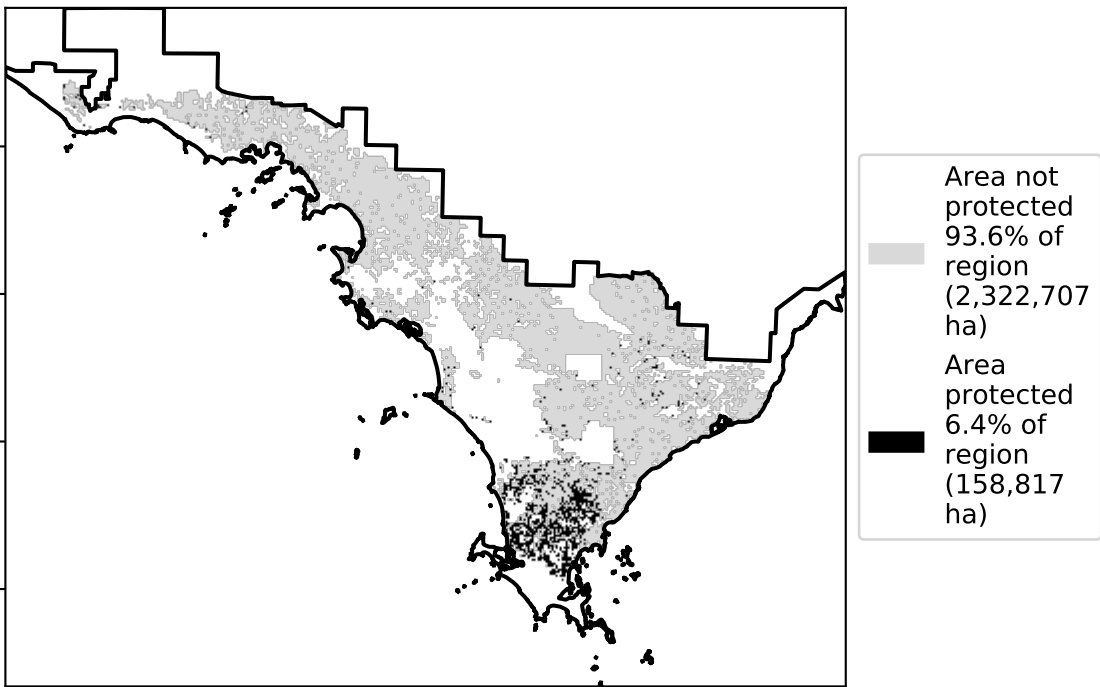 Area not
protected
93.6% of
region
(2,322,707
ha)
Area
protected
6.4% of
region
(158,817
ha)